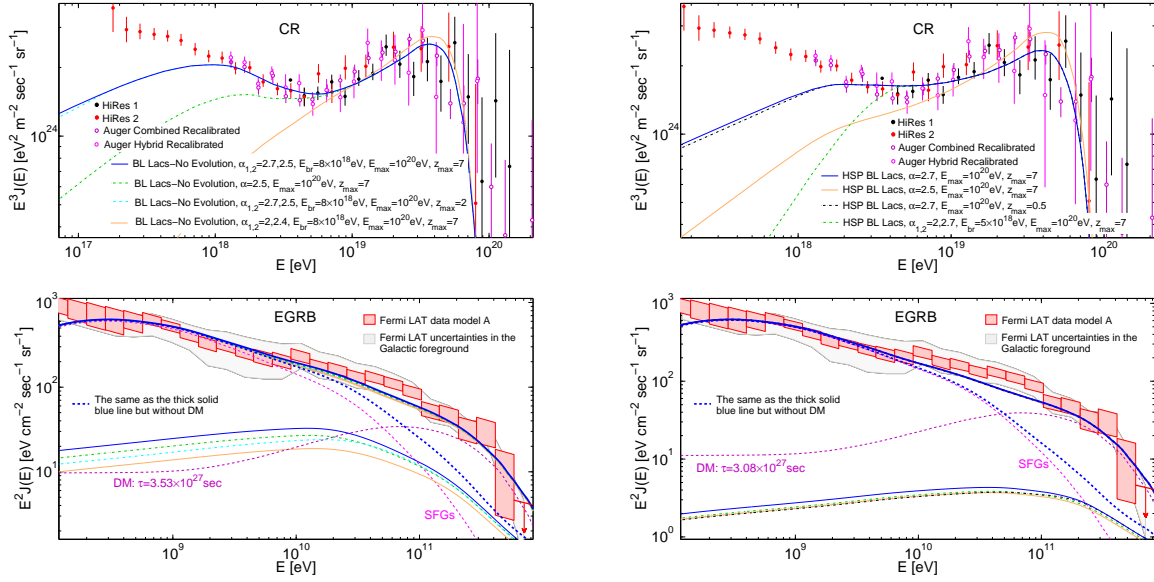 CR
E³J(E) [eV² m⁻² sec⁻¹ sr⁻¹]
10²⁴
HiRes 1
HiRes 2
Auger Combined Recalibrated
Auger Hybrid Recalibrated
BL Lacs−No Evolution, α₁,₂=2.7,2.5, E_br=8×10¹⁸eV, E_max=10²⁰eV, z_max=7
BL Lacs−No Evolution, α=2.5, E_max=10²⁰eV, z_max=7
BL Lacs−No Evolution, α₁,₂=2.7,2.5, E_br=8×10¹⁸eV, E_max=10²⁰eV, z_max=2
BL Lacs−No Evolution, α₁,₂=2,2.4, E_br=8×10¹⁸eV, E_max=10²⁰eV, z_max=7
10¹⁷ 10¹⁸ 10¹⁹ 10²⁰
E [eV]
CR
E³J(E) [eV² m⁻² sec⁻¹ sr⁻¹]
10²⁴
HiRes 1
HiRes 2
Auger Combined Recalibrated
Auger Hybrid Recalibrated
HSP BL Lacs, α=2.7, E_max=10²⁰eV, z_max=7
HSP BL Lacs, α=2.5, E_max=10²⁰eV, z_max=7
HSP BL Lacs, α=2.7, E_max=10²⁰eV, z_max=0.5
HSP BL Lacs, α₁,₂=2,2.7, E_br=5×10¹⁸eV, E_max=10²⁰eV, z_max=7
10¹⁸ 10¹⁹ 10²⁰
E [eV]
EGRB
E²J(E) [eV cm⁻² sec⁻¹ sr⁻¹]
10³
10²
10¹
Fermi LAT data model A
Fermi LAT uncertainties in the
Galactic foreground
The same as the thick solid
blue line but without DM
DM: τ=3.53×10²⁷sec
SFGs
10⁹ 10¹⁰ 10¹¹
E [eV]
EGRB
E²J(E) [eV cm⁻² sec⁻¹ sr⁻¹]
10³
10²
10¹
10⁰
Fermi LAT data model A
Fermi LAT uncertainties in the
Galactic foreground
The same as the thick solid
blue line but without DM
DM: τ=3.08×10²⁷sec
SFGs
10⁹ 10¹⁰ 10¹¹
E [eV]